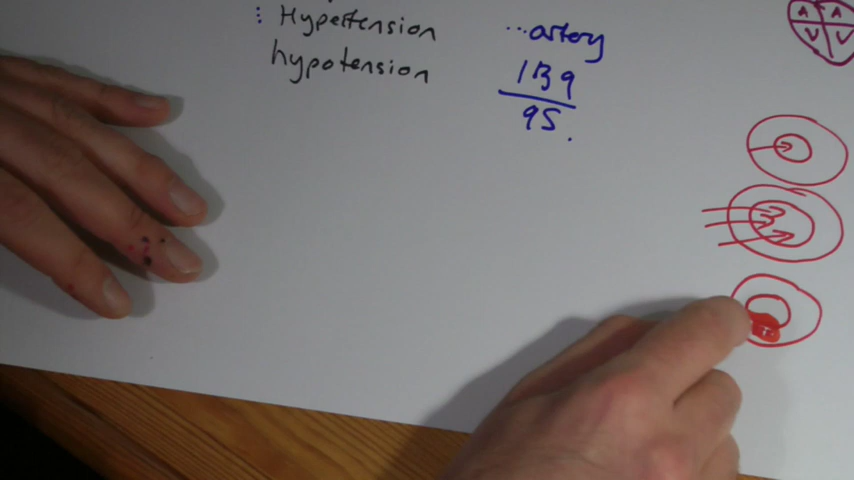 : Hypertension
hypotension
...artery
139
95.
A A
V V